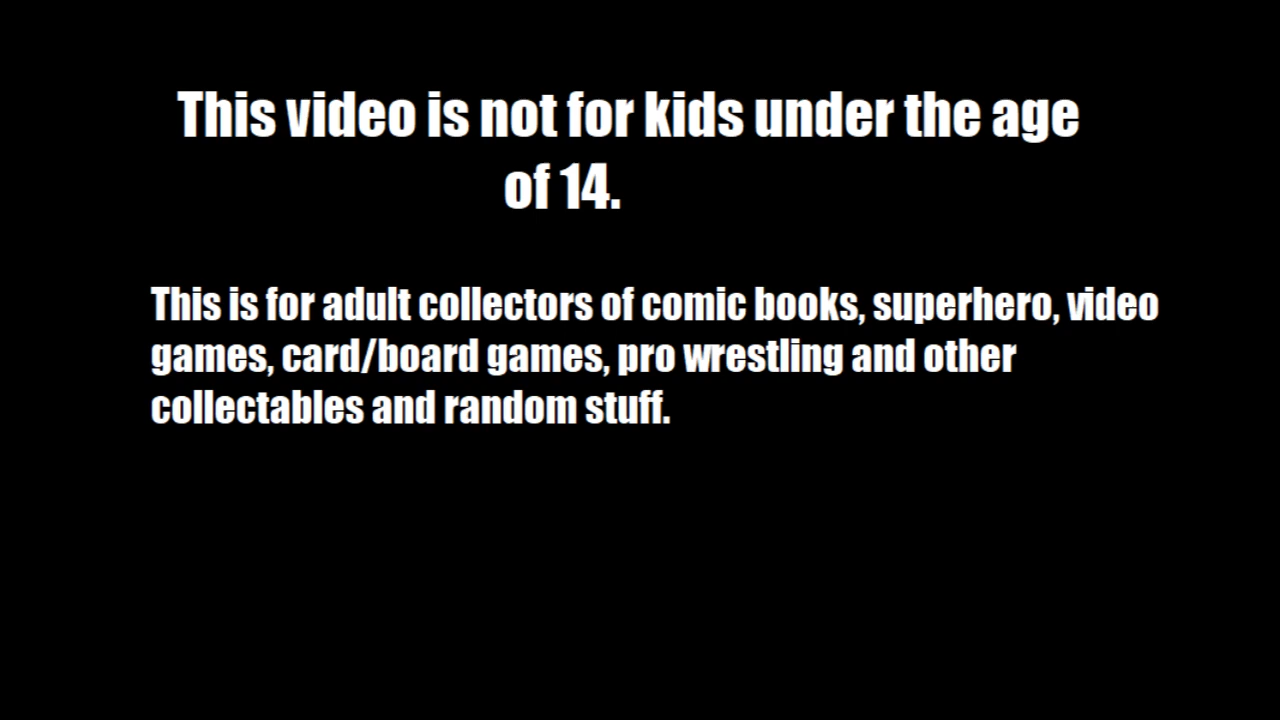 This video is not for kids under the age
of 14.
This is for adult collectors of comic books, superhero, video
games, card/board games, pro wrestling and other
collectables and random stuff.